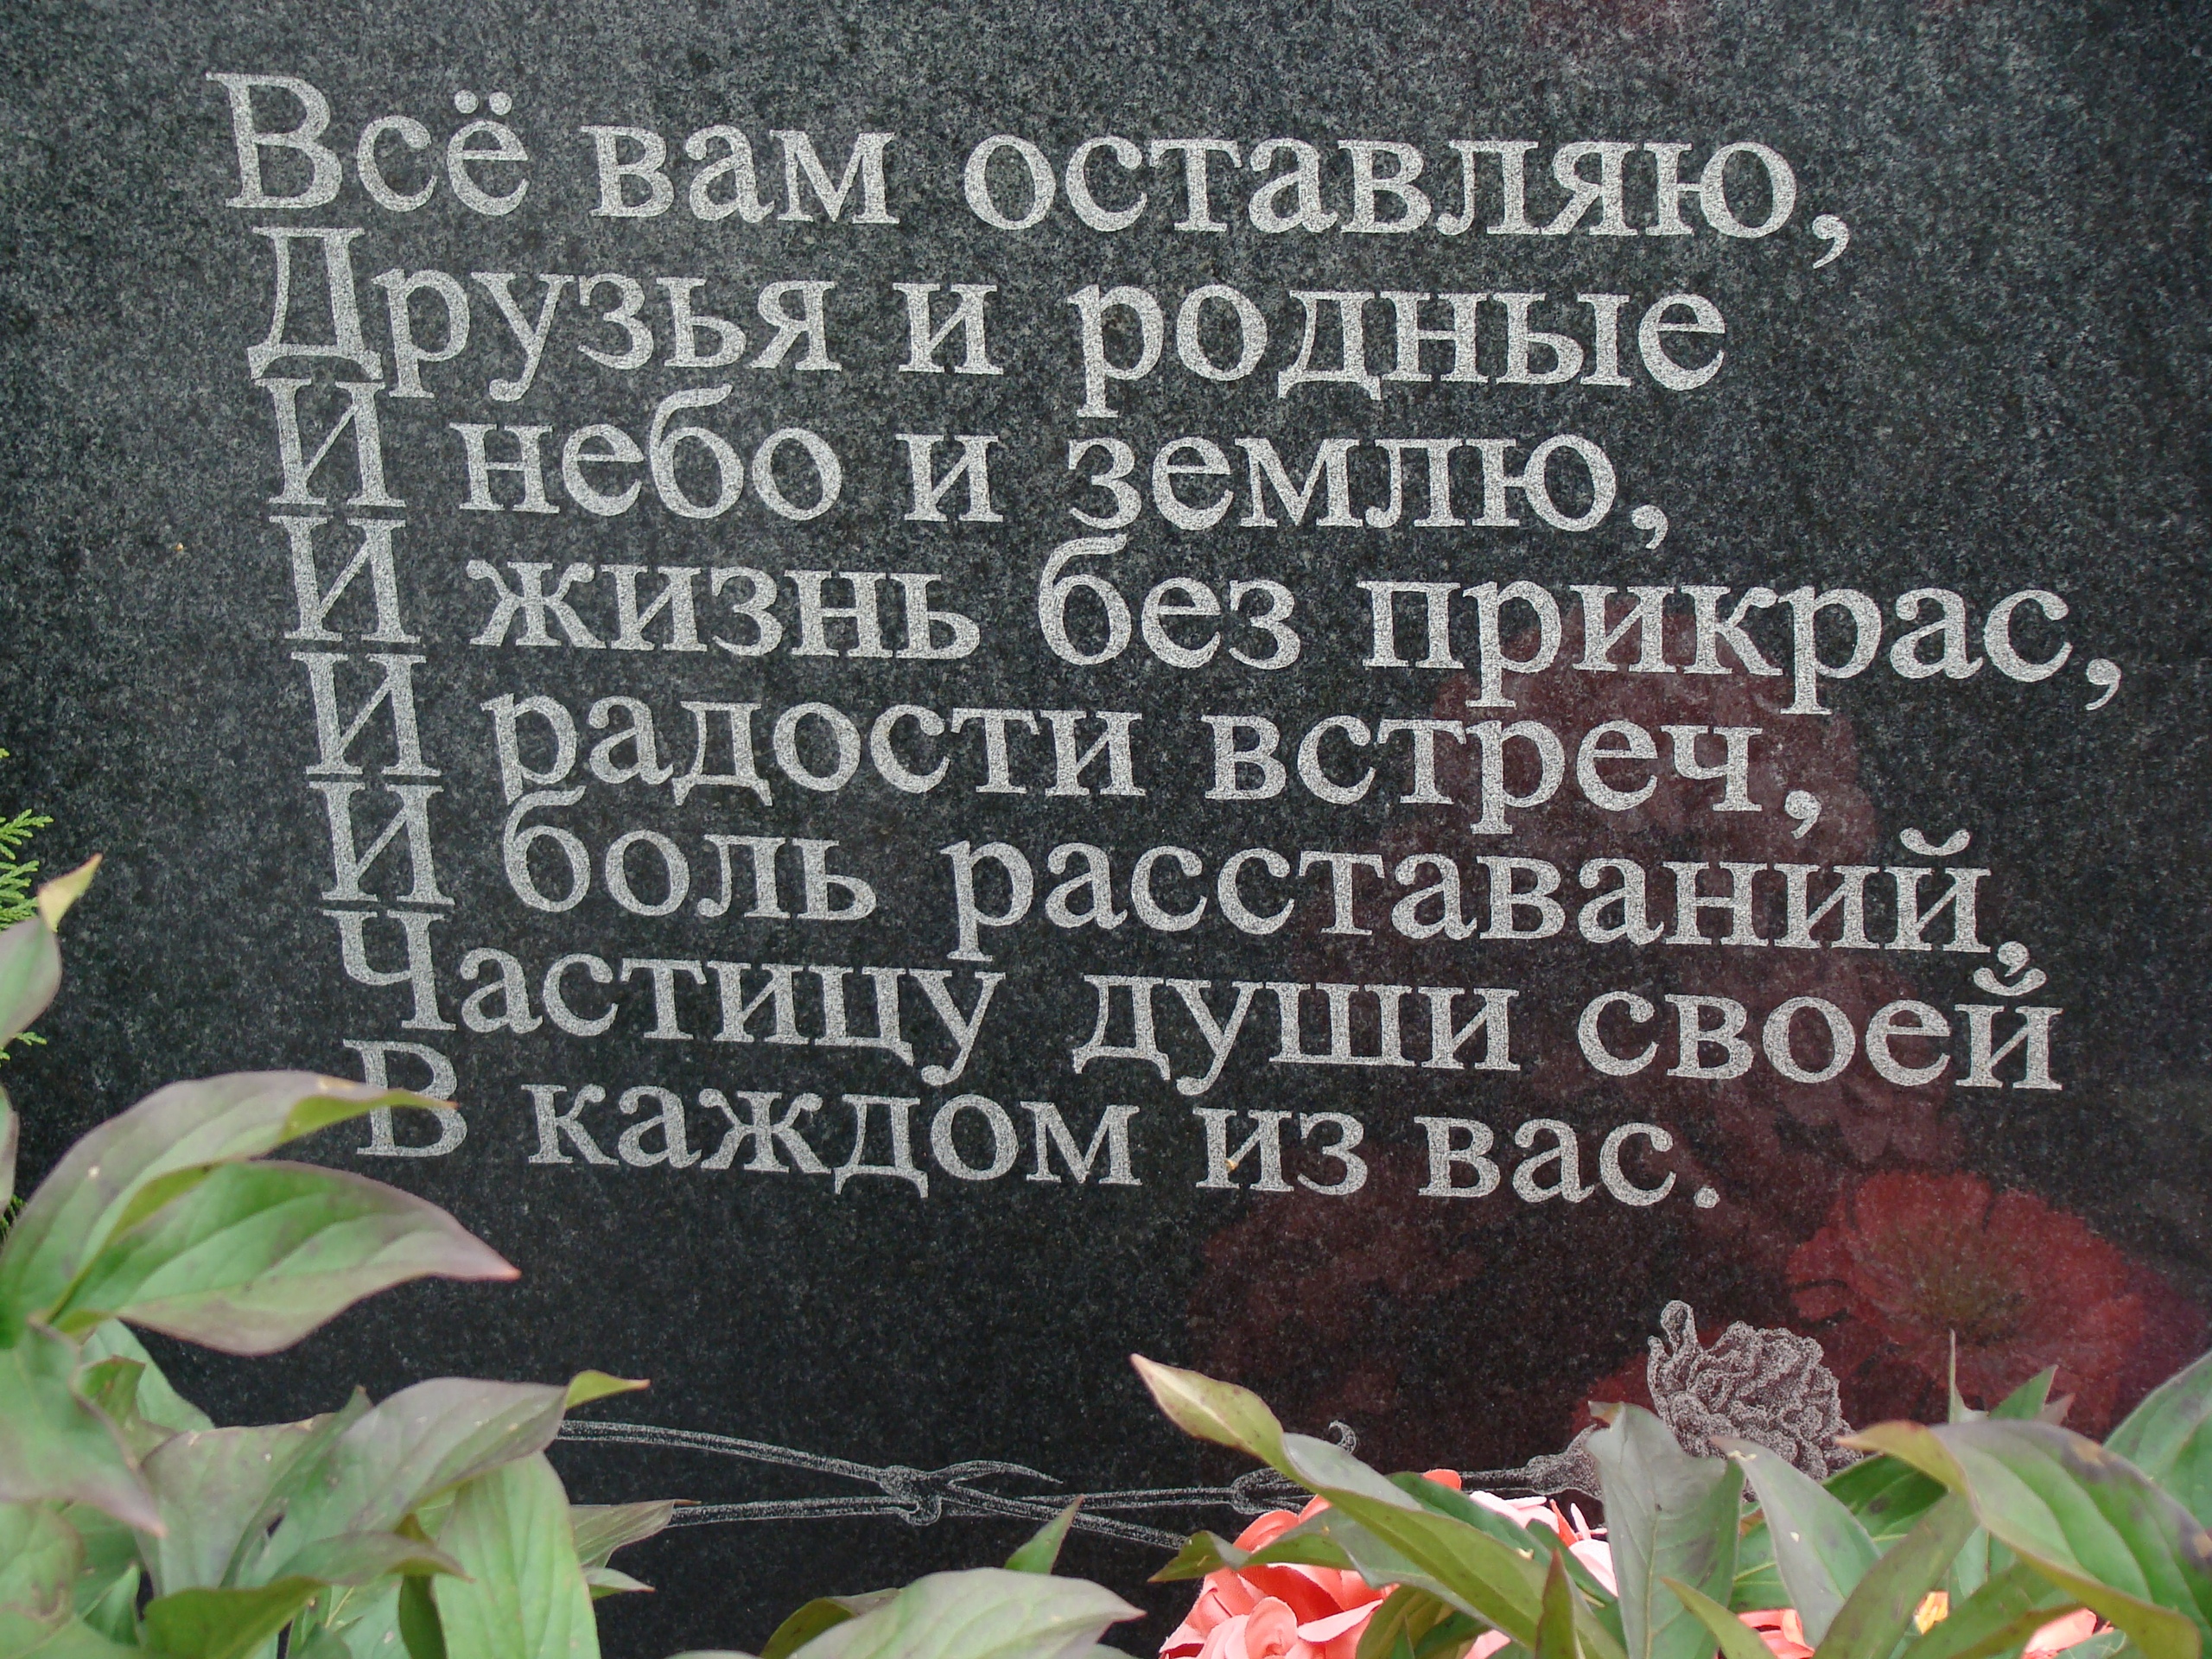 Всё вам оставляю,
Друзья и родные
И небо и землю,
И жизнь без прикрас,
И радости встреч,
И боль расставаний,
Частицу души своей
В каждом из вас.